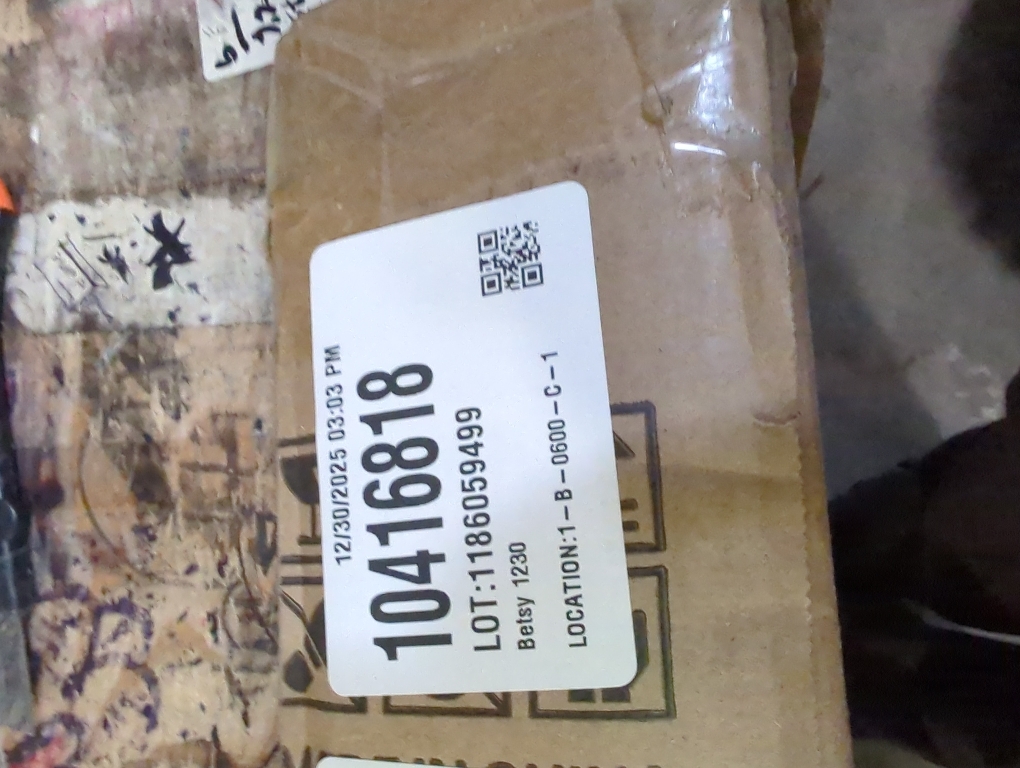 12/30/2025 03:03 PM
10416818
LOT:1186059499
Betsy 1230
LOCATION:1-B-0600-C-1